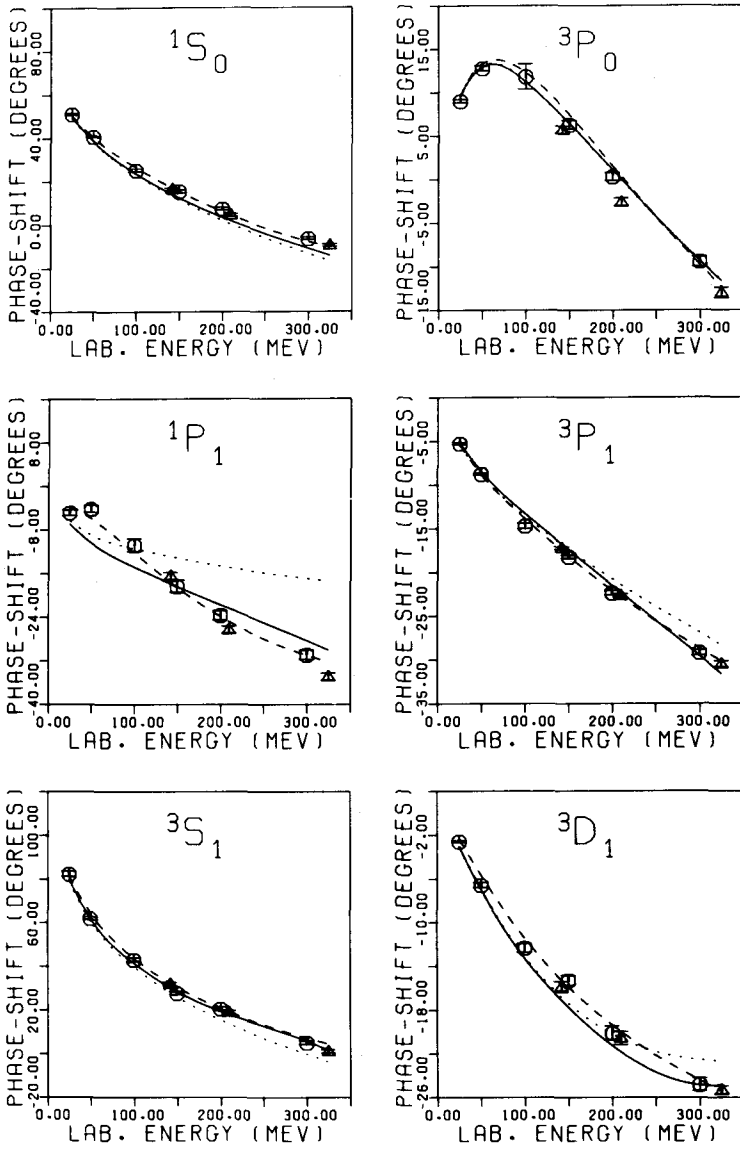 ¹S₀
PHASE-SHIFT (DEGREES)
80.00
40.00
0.00
-40.00
0.00 100.00 200.00 300.00
LAB. ENERGY (MEV)
³P₀
PHASE-SHIFT (DEGREES)
15.00
5.00
-5.00
-15.00
0.00 100.00 200.00 300.00
LAB. ENERGY (MEV)
¹P₁
PHASE-SHIFT (DEGREES)
8.00
-8.00
-24.00
-40.00
0.00 100.00 200.00 300.00
LAB. ENERGY (MEV)
³P₁
PHASE-SHIFT (DEGREES)
-5.00
-15.00
-25.00
-35.00
0.00 100.00 200.00 300.00
LAB. ENERGY (MEV)
³S₁
PHASE-SHIFT (DEGREES)
100.00
60.00
20.00
-20.00
0.00 100.00 200.00 300.00
LAB. ENERGY (MEV)
³D₁
PHASE-SHIFT (DEGREES)
-2.00
-10.00
-18.00
-26.00
0.00 100.00 200.00 300.00
LAB. ENERGY (MEV)